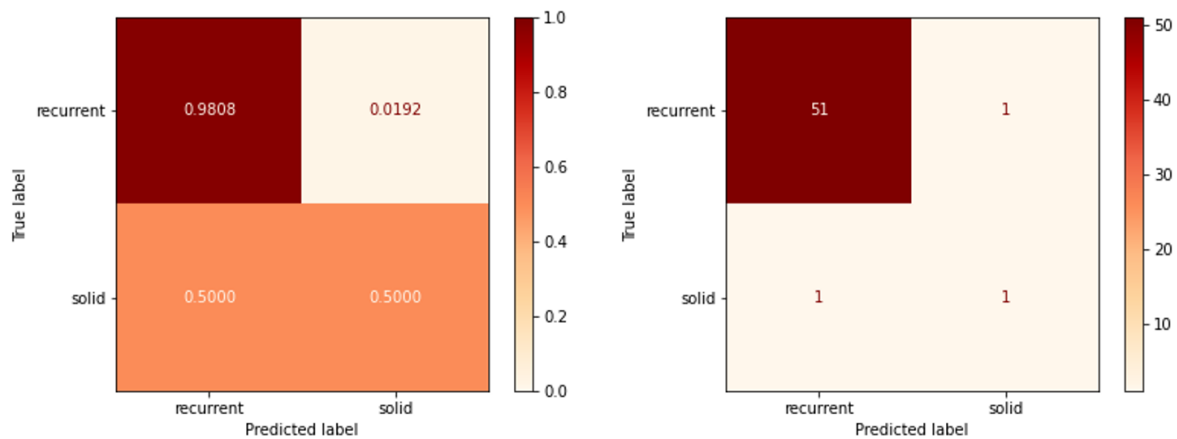 1.0
0.8
0.6
0.4
0.2
0.0
recurrent
solid
True label
0.9808
0.0192
0.5000
0.5000
recurrent
solid
Predicted label
50
40
30
20
10
recurrent
solid
True label
51
1
1
1
recurrent
solid
Predicted label